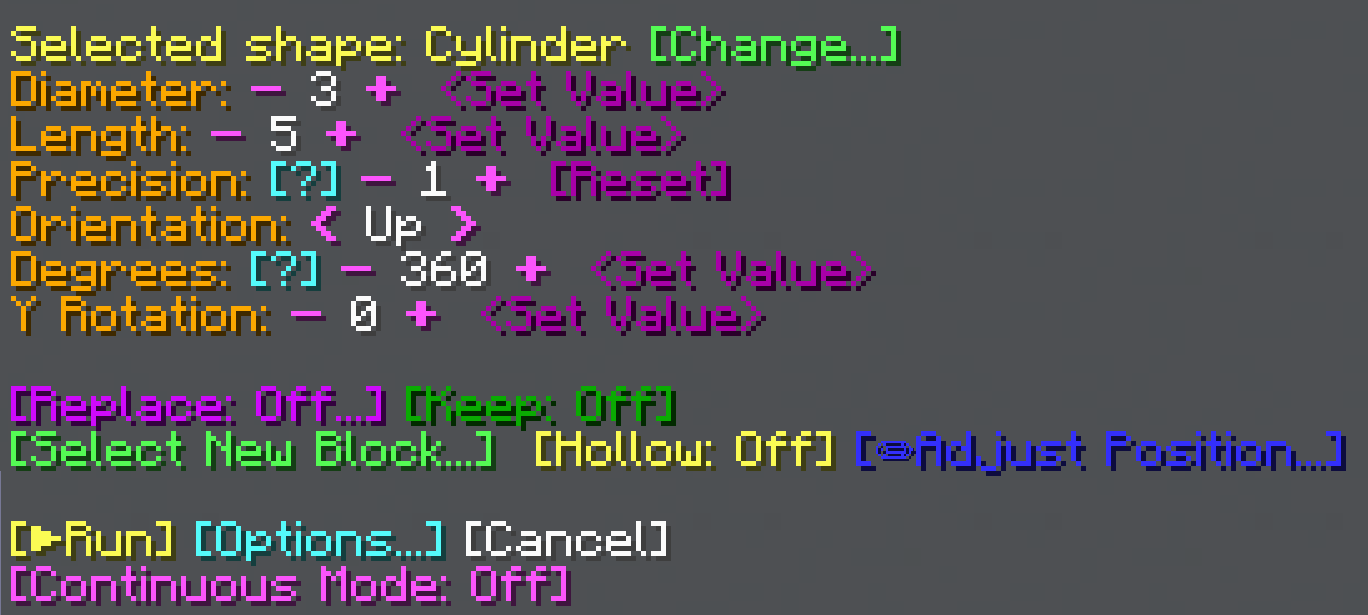 Selected shape: Cylinder [Change...]
Diameter: - 3 + <Set Value>
Length: - 5 + <Set Value>
Precision: [?] - 1 + [Reset]
Orientation: < Up >
Degrees: [?] - 360 + <Set Value>
Y Rotation: - 0 + <Set Value>
[Replace: Off...] [Keep: Off]
[Select New Block...] [Hollow: Off] [✏Adjust Position...]
[►Run] [Options...] [Cancel]
[Continuous Mode: Off]